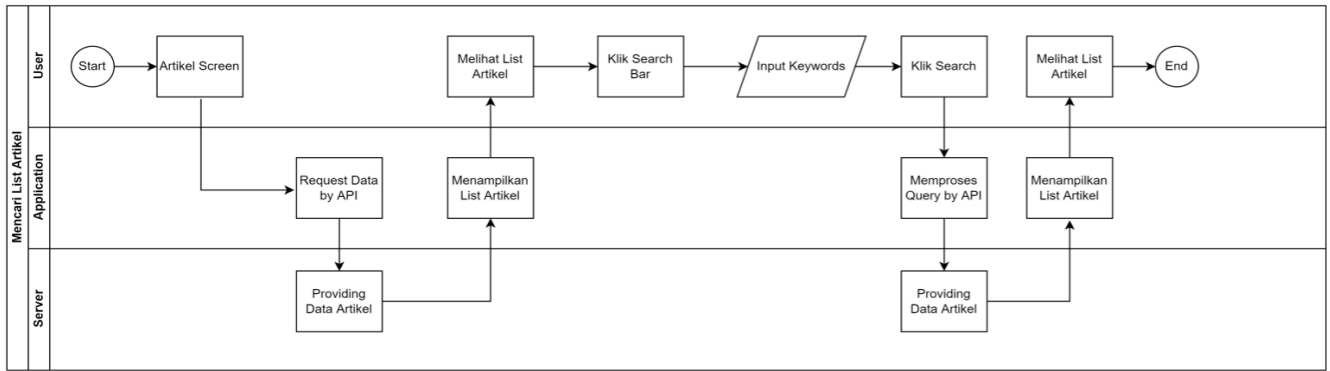 Mencari List Artikel
User
Start
Artikel Screen
Melihat List
Artikel
Klik Search
Bar
Input Keywords
Klik Search
Melihat List
Artikel
End
Application
Request Data
by API
Menampilkan
List Artikel
Memproses
Query by API
Menampilkan
List Artikel
Server
Providing
Data Artikel
Providing
Data Artikel